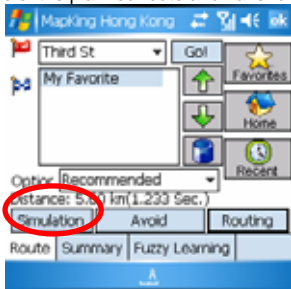 MapKing Hong Kong ok
Third St Go!
My Favorite
Favorites
Home
Recent
Option Recommended
Distance: 5.80 km(1.233 Sec.)
Simulation Avoid Routing
Route Summary Fuzzy Learning